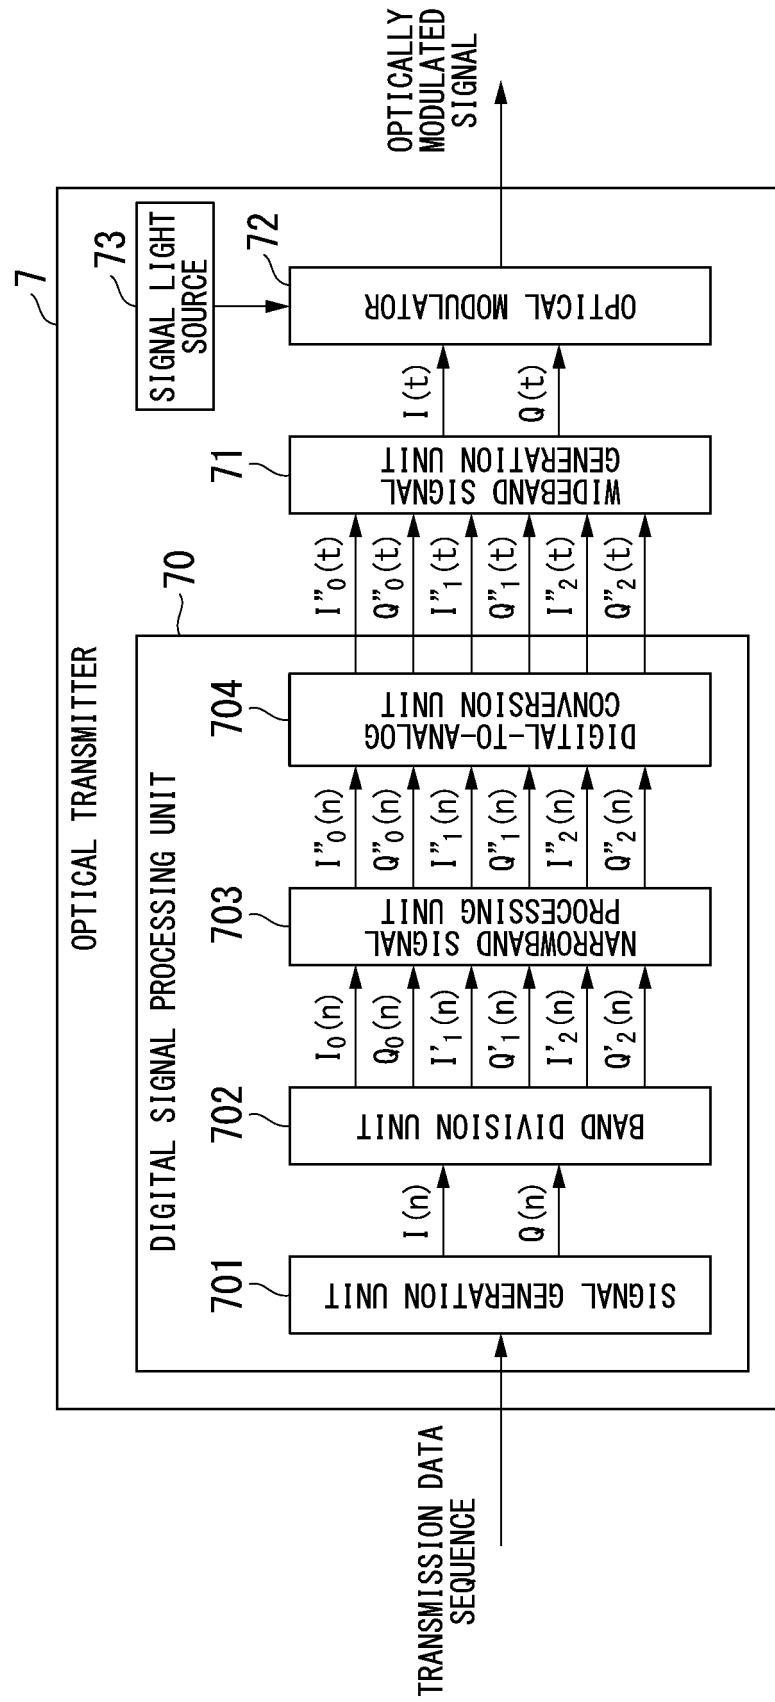 7
OPTICAL TRANSMITTER
70
DIGITAL SIGNAL PROCESSING UNIT
TRANSMISSION DATA
SEQUENCE
701
SIGNAL GENERATION UNIT
I(n)
Q(n)
702
BAND DIVISION UNIT
I₀(n)
Q₀(n)
I'₁(n)
Q'₁(n)
I'₂(n)
Q'₂(n)
703
NARROWBAND SIGNAL
PROCESSING UNIT
I"₀(n)
Q"₀(n)
I"₁(n)
Q"₁(n)
I"₂(n)
Q"₂(n)
704
DIGITAL-TO-ANALOG
CONVERSION UNIT
I"₀(t)
Q"₀(t)
I"₁(t)
Q"₁(t)
I"₂(t)
Q"₂(t)
71
WIDEBAND SIGNAL
GENERATION UNIT
I(t)
Q(t)
73
SIGNAL LIGHT
SOURCE
72
OPTICAL MODULATOR
OPTICALLY
MODULATED
SIGNAL